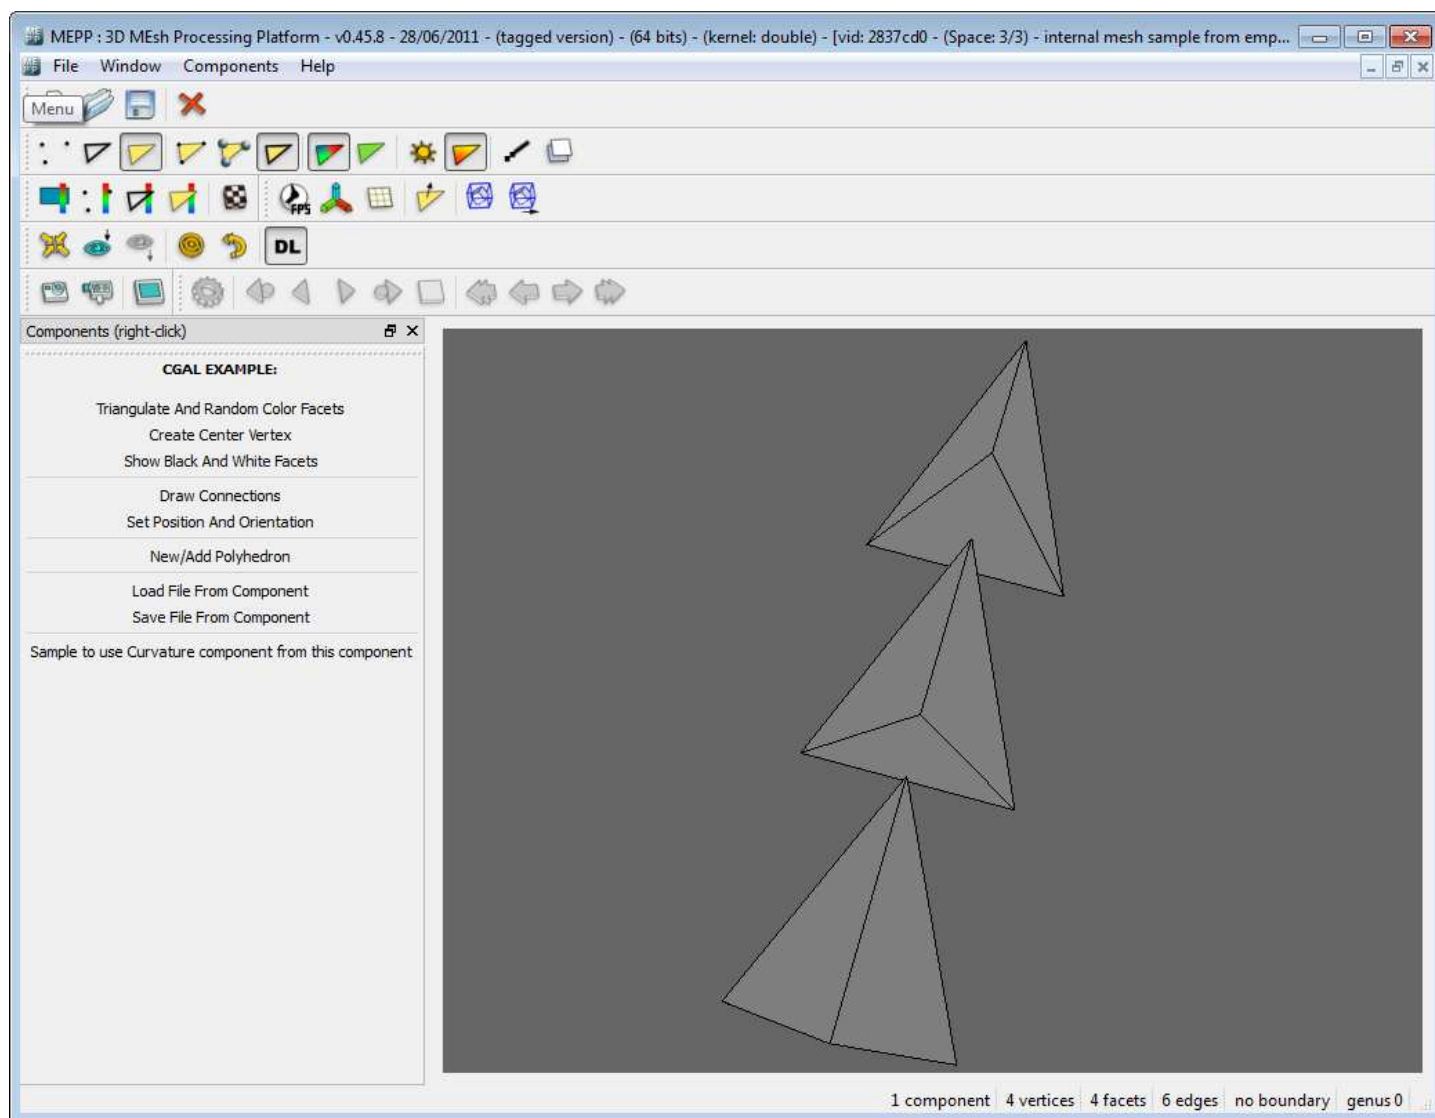 MEPP : 3D MEsh Processing Platform - v0.45.8 - 28/06/2011 - (tagged version) - (64 bits) - (kernel: double) - [vid: 2837cd0 - (Space: 3/3) - internal mesh sample from emp...
File Window Components Help
Menu
FPS
DL
Components (right-click)
CGAL EXAMPLE:
Triangulate And Random Color Facets
Create Center Vertex
Show Black And White Facets
Draw Connections
Set Position And Orientation
New/Add Polyhedron
Load File From Component
Save File From Component
Sample to use Curvature component from this component
1 component 4 vertices 4 facets 6 edges no boundary genus 0